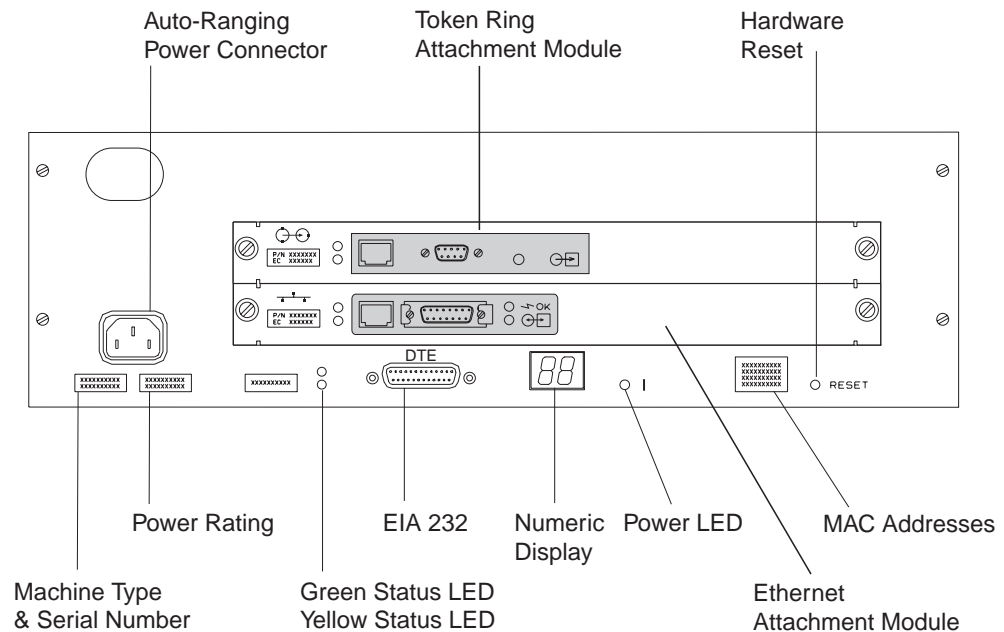 Auto-Ranging
Power Connector
Token Ring
Attachment Module
Hardware
Reset
P/N XXXXXXX
EC XXXXXX
P/N XXXXXXX
EC XXXXXX
OK
DTE
88
XXXXXXXXXX
XXXXXXXXXX
XXXXXXXXXX
XXXXXXXXXX
XXXXXXXXXX
I
XXXXXXXXXX
XXXXXXXXXX
XXXXXXXXXX
XXXXXXXXXX
RESET
Power Rating
EIA 232
Numeric
Display
Power LED
MAC Addresses
Machine Type
& Serial Number
Green Status LED
Yellow Status LED
Ethernet
Attachment Module